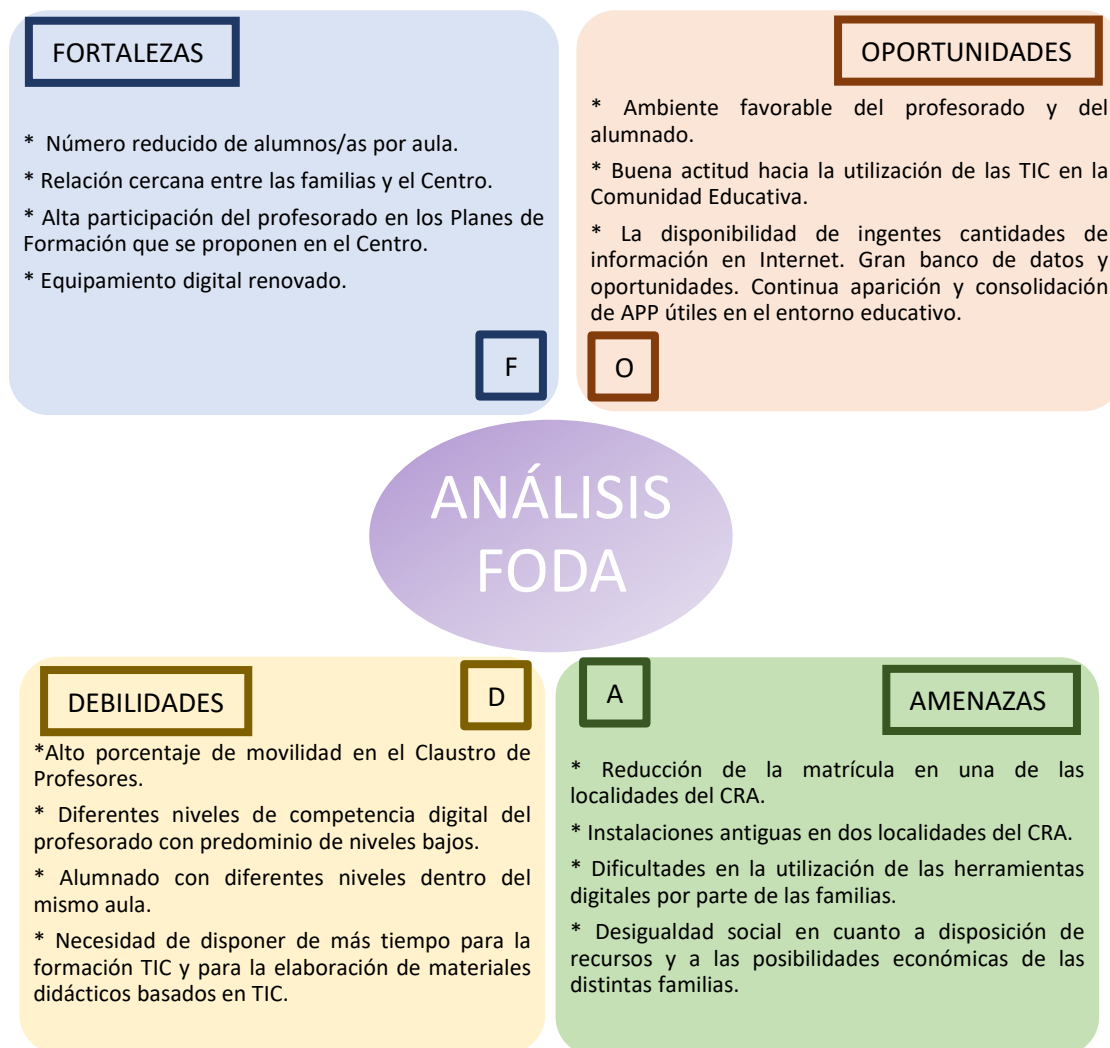 FORTALEZAS
* Número reducido de alumnos/as por aula.
* Relación cercana entre las familias y el Centro.
* Alta participación del profesorado en los Planes de
Formación que se proponen en el Centro.
* Equipamiento digital renovado.
F
OPORTUNIDADES
* Ambiente favorable del profesorado y del
alumnado.
* Buena actitud hacia la utilización de las TIC en la
Comunidad Educativa.
* La disponibilidad de ingentes cantidades de
información en Internet. Gran banco de datos y
oportunidades. Continua aparición y consolidación
de APP útiles en el entorno educativo.
O
ANÁLISIS
FODA
DEBILIDADES
D
*Alto porcentaje de movilidad en el Claustro de
Profesores.
* Diferentes niveles de competencia digital del
profesorado con predominio de niveles bajos.
* Alumnado con diferentes niveles dentro del
mismo aula.
* Necesidad de disponer de más tiempo para la
formación TIC y para la elaboración de materiales
didácticos basados en TIC.
A
AMENAZAS
* Reducción de la matrícula en una de las
localidades del CRA.
* Instalaciones antiguas en dos localidades del CRA.
* Dificultades en la utilización de las herramientas
digitales por parte de las familias.
* Desigualdad social en cuanto a disposición de
recursos y a las posibilidades económicas de las
distintas familias.